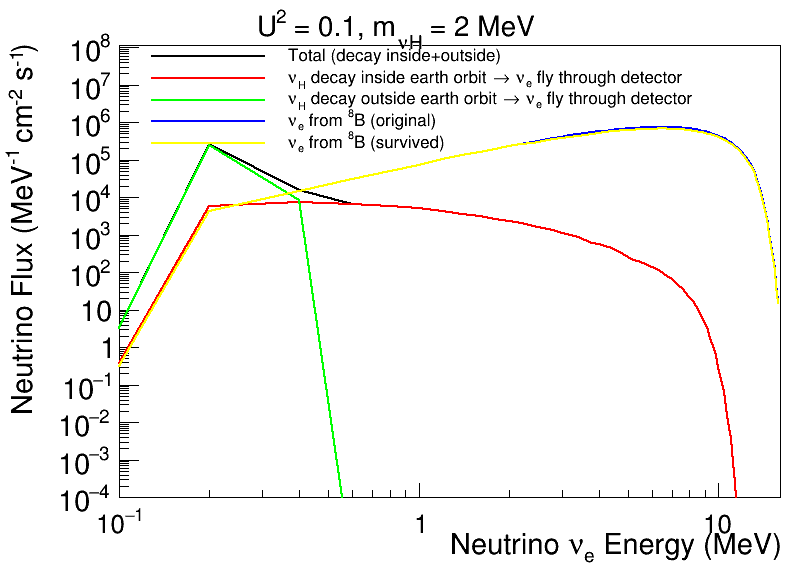 U² = 0.1, m_νH = 2 MeV
Total (decay inside+outside)
ν_H decay inside earth orbit → ν_e fly through detector
ν_H decay outside earth orbit → ν_e fly through detector
ν_e from ⁸B (original)
ν_e from ⁸B (survived)
Neutrino Flux (MeV⁻¹ cm⁻² s⁻¹)
10⁸
10⁷
10⁶
10⁵
10⁴
10³
10²
10
1
10⁻¹
10⁻²
10⁻³
10⁻⁴
10⁻¹ 1 10
Neutrino ν_e Energy (MeV)